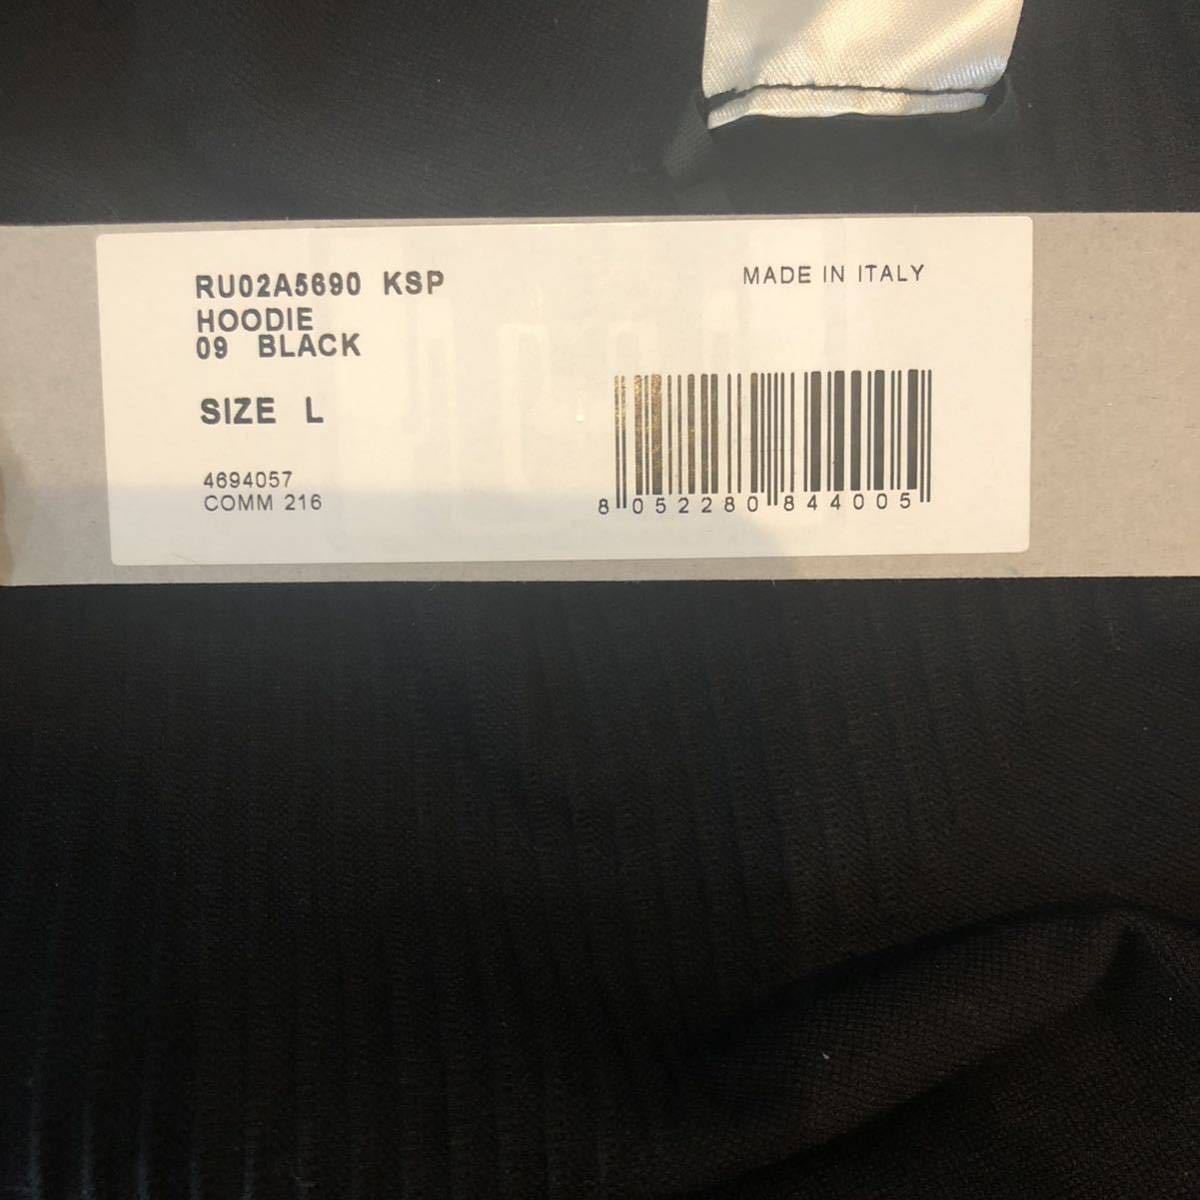 RU02A5690 KSP
HOODIE
09 BLACK
SIZE L
4694057
COMM 216
MADE IN ITALY
8 052280 844005